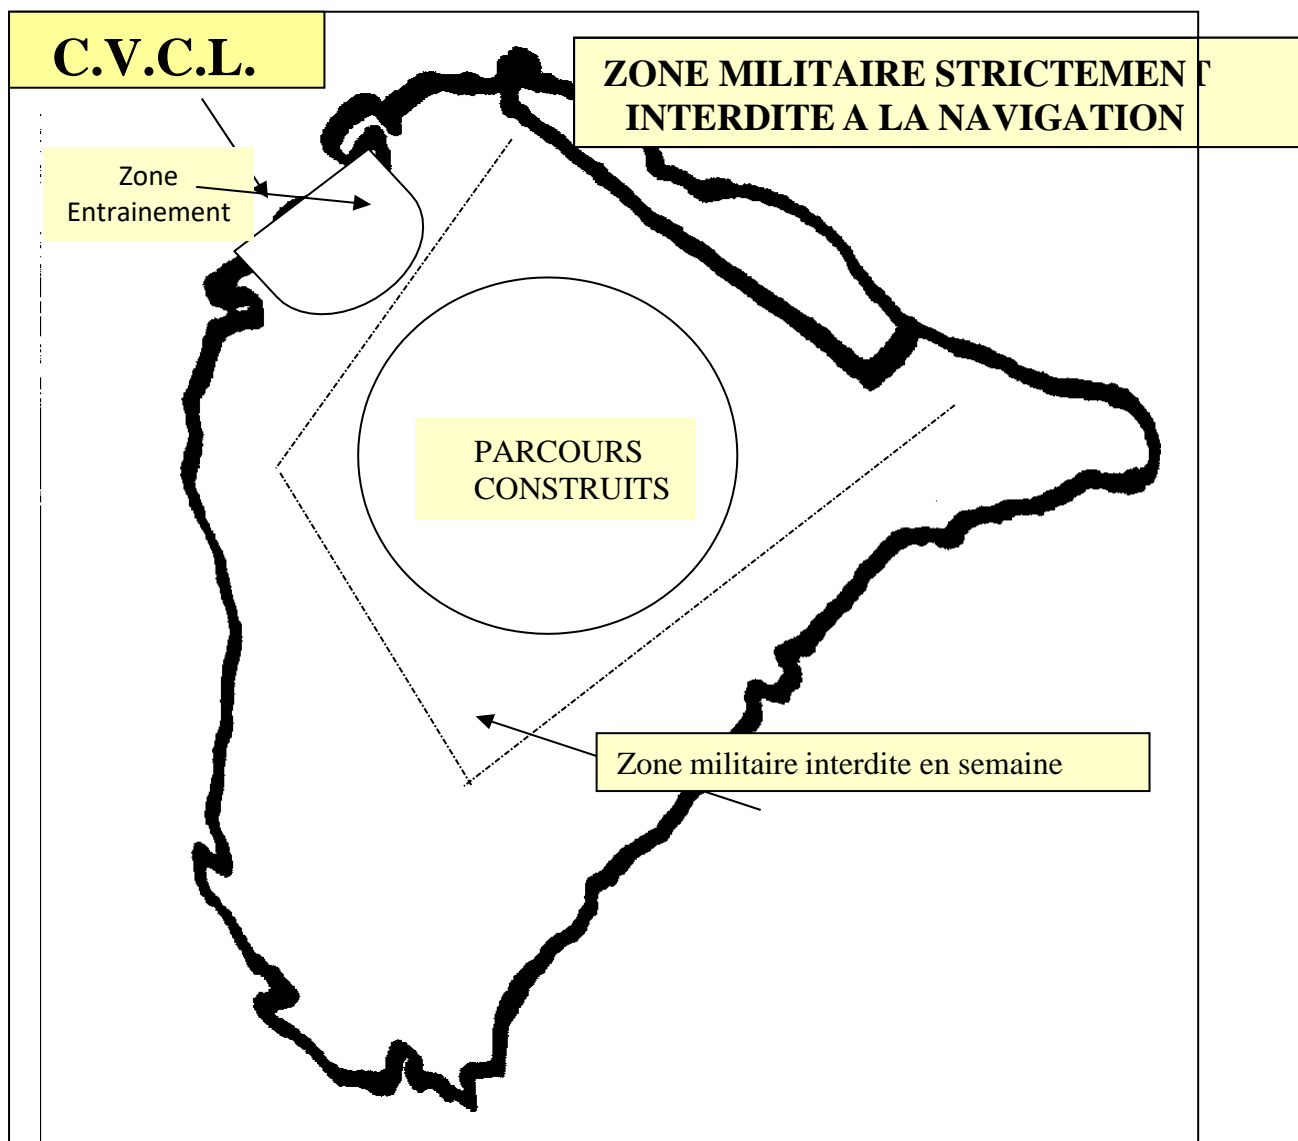 C.V.C.L.
ZONE MILITAIRE STRICTEMENT
INTERDITE A LA NAVIGATION
Zone
Entrainement
PARCOURS
CONSTRUITS
Zone militaire interdite en semaine